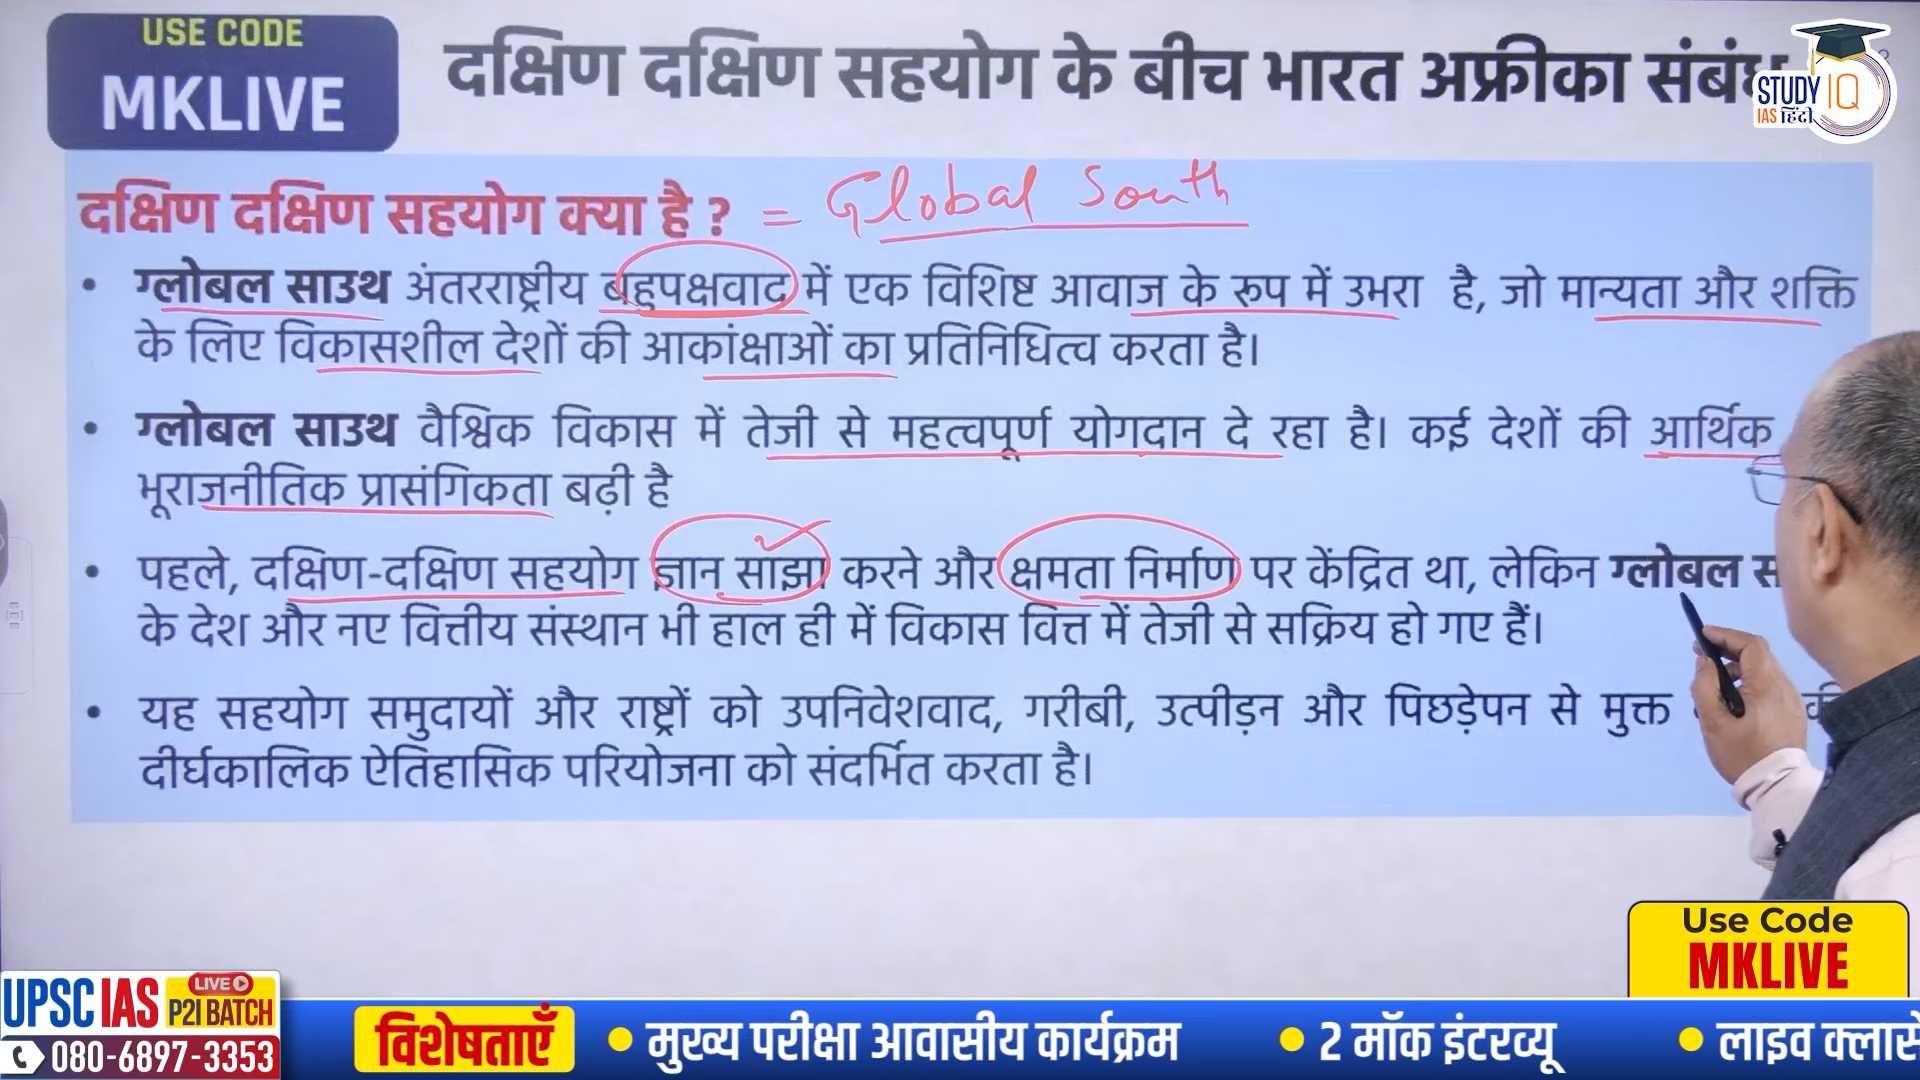 USE CODE
MKLIVE
दक्षिण दक्षिण सहयोग के बीच भारत अफ्रीका संबंध
STUDY IQ
IAS हिंदी
दक्षिण दक्षिण सहयोग क्या है ? = Global South
• ग्लोबल साउथ अंतरराष्ट्रीय बहुपक्षवाद में एक विशिष्ट आवाज के रूप में उभरा है, जो मान्यता और शक्ति
के लिए विकासशील देशों की आकांक्षाओं का प्रतिनिधित्व करता है।
• ग्लोबल साउथ वैश्विक विकास में तेजी से महत्वपूर्ण योगदान दे रहा है। कई देशों की आर्थिक
भूराजनीतिक प्रासंगिकता बढ़ी है
• पहले, दक्षिण-दक्षिण सहयोग ज्ञान साझा करने और क्षमता निर्माण पर केंद्रित था, लेकिन ग्लोबल
के देश और नए वित्तीय संस्थान भी हाल ही में विकास वित्त में तेजी से सक्रिय हो गए हैं।
• यह सहयोग समुदायों और राष्ट्रों को उपनिवेशवाद, गरीबी, उत्पीड़न और पिछड़ेपन से मुक्त
दीर्घकालिक ऐतिहासिक परियोजना को संदर्भित करता है।
Use Code
MKLIVE
UPSC IAS LIVE P2I BATCH
080-6897-3353
विशेषताएँ • मुख्य परीक्षा आवासीय कार्यक्रम • 2 मॉक इंटरव्यू • लाइव क्लासे